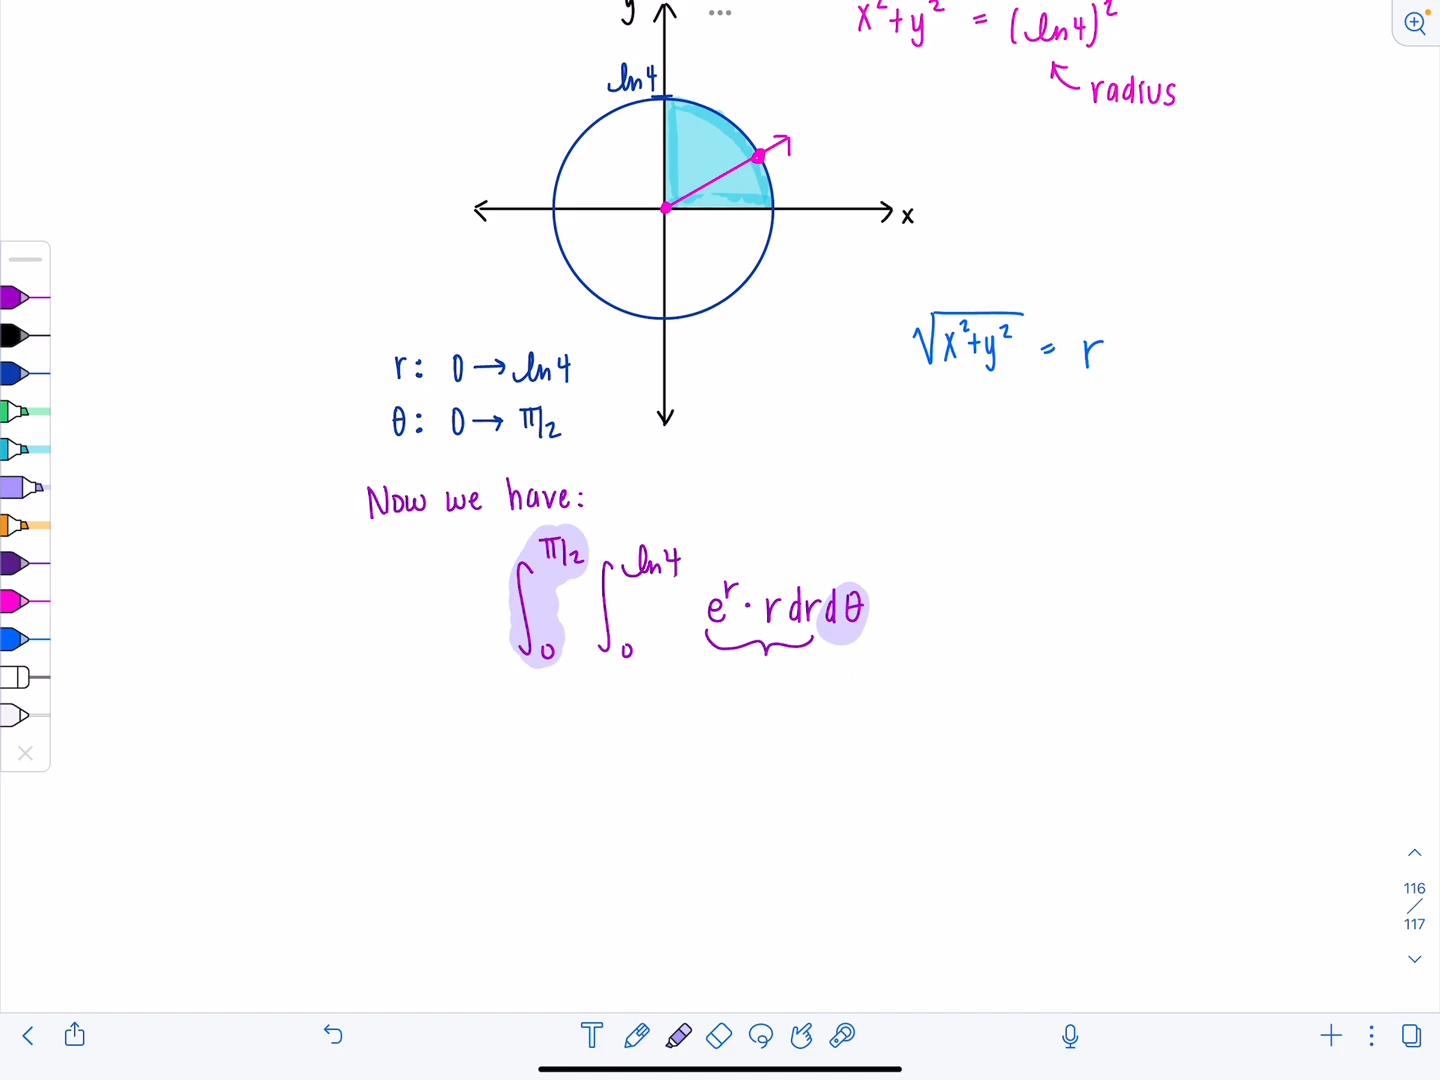 y
x² + y² = (ln4)²
ln4
radius
x
√x²+y² = r
r: 0 → ln4
θ: 0 → π/2
Now we have:
∫₀^π/2 ∫₀^ln4 e^r · r dr dθ
116
/
117
T